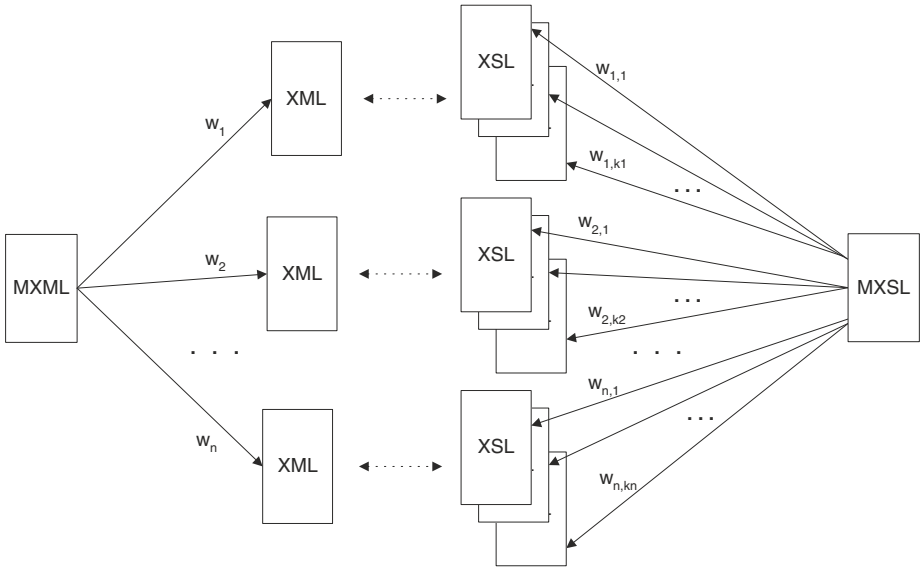 XSL
w1,1
XML
w1
w1,k1
...
XSL
w2,1
MXML
w2
XML
MXSL
...
w2,k2
. . .
. . .
XSL
wn,1
...
wn
XML
wn,kn